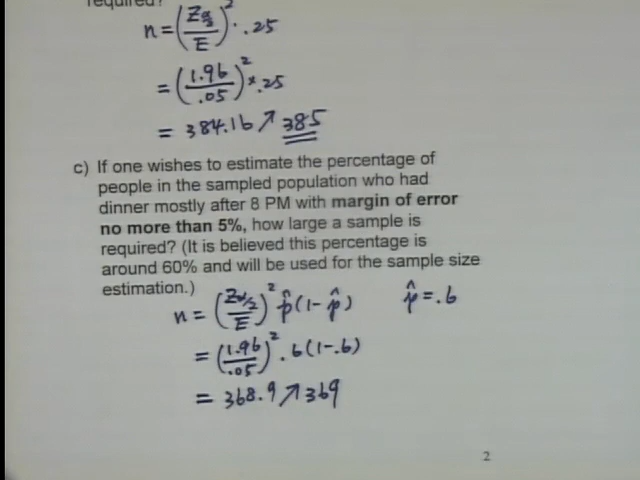 required?
n = (Zα/2 / E)² · .25
= (1.96 / .05)² * .25
= 384.16 ↗ 385
c) If one wishes to estimate the percentage of
people in the sampled population who had
dinner mostly after 8 PM with margin of error
no more than 5%, how large a sample is
required? (It is believed this percentage is
around 60% and will be used for the sample size
estimation.)
n = (Zα/2 / E)² p̂(1-p̂) p̂=.6
= (1.96 / .05)² . .6(1-.6)
= 368.9 ↗ 369
2